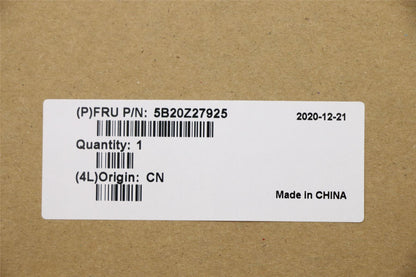 (P)FRU P/N: 5B20Z27925
2020-12-21
Quantity: 1
(4L)Origin: CN
Made in CHINA